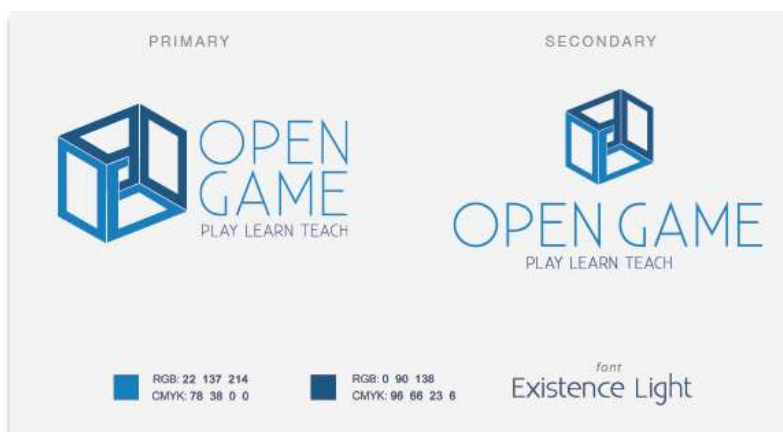 PRIMARY
OPEN
GAME
PLAY LEARN TEACH
SECONDARY
OPEN GAME
PLAY LEARN TEACH
RGB: 22 137 214
CMYK: 78 38 0 0
RGB: 0 90 138
CMYK: 96 66 23 6
font
Existence Light